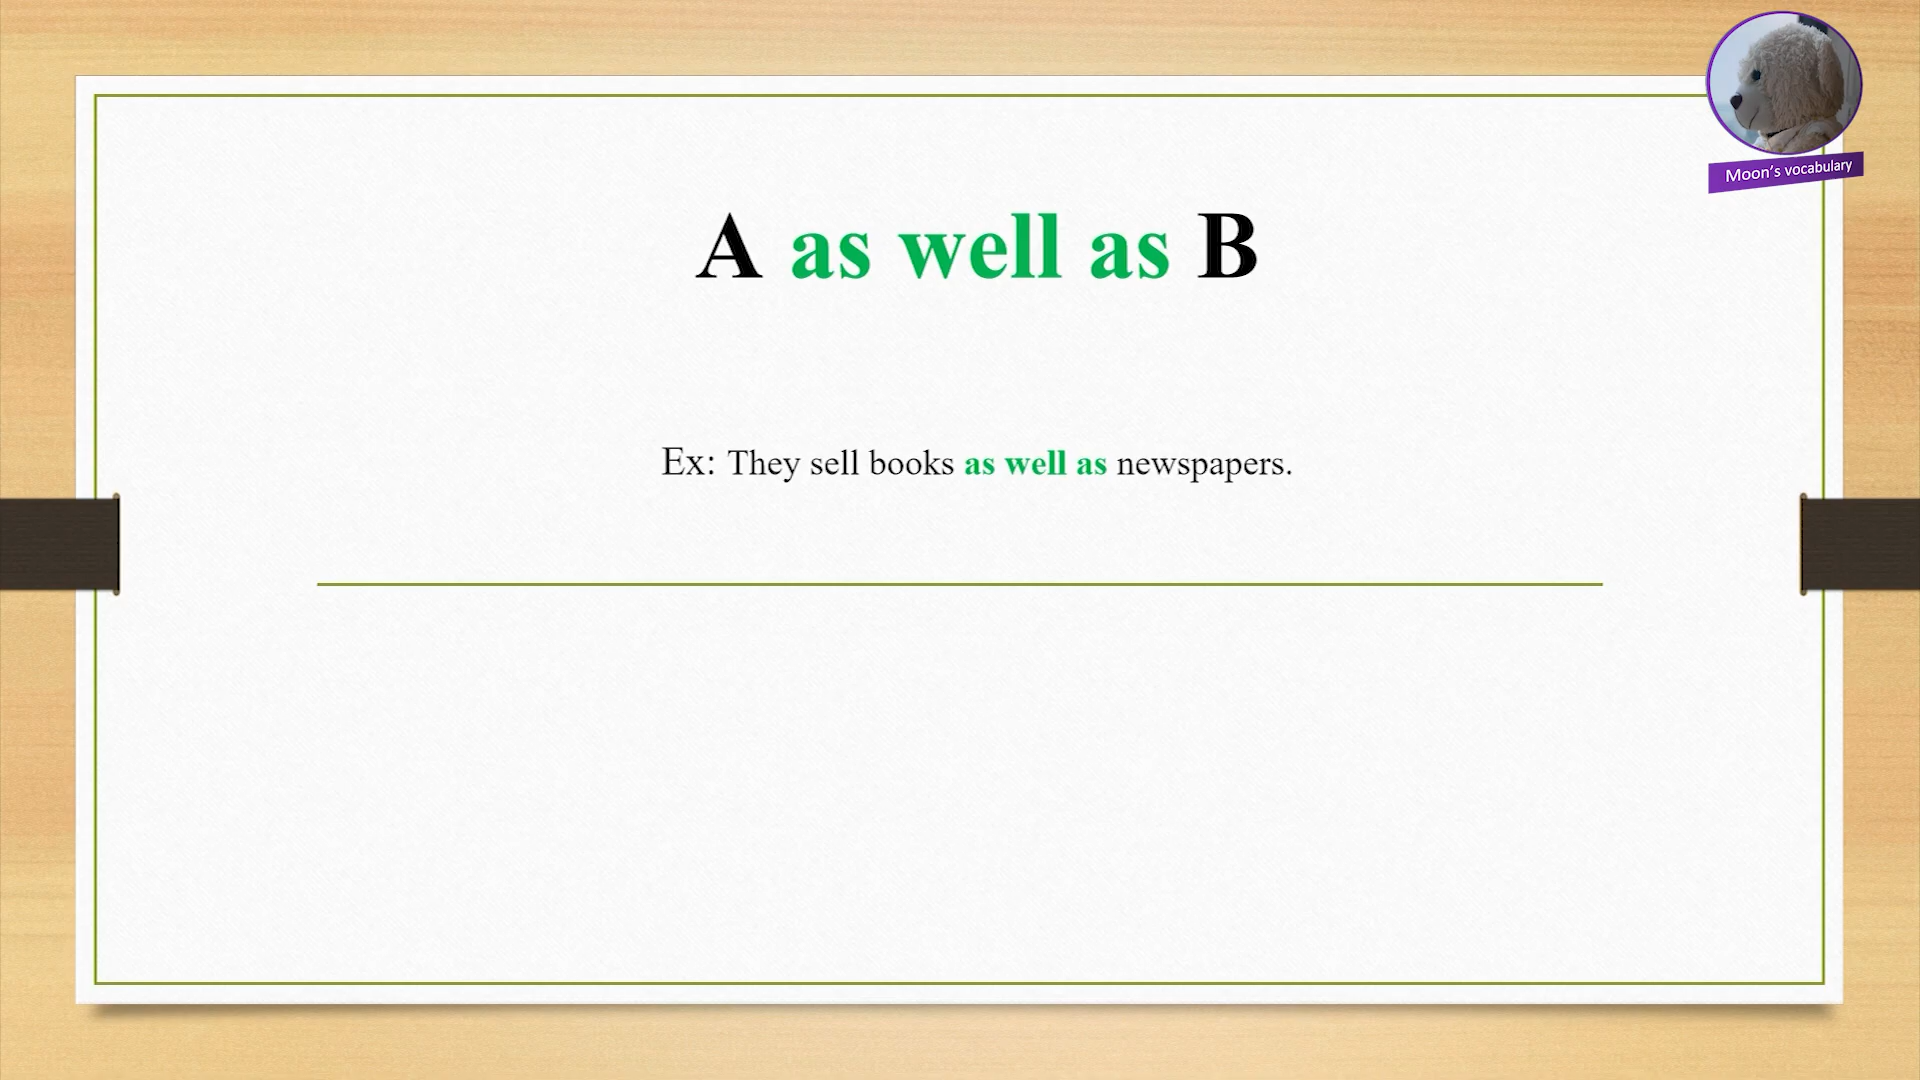 Moon's vocabulary
A as well as B
Ex: They sell books as well as newspapers.